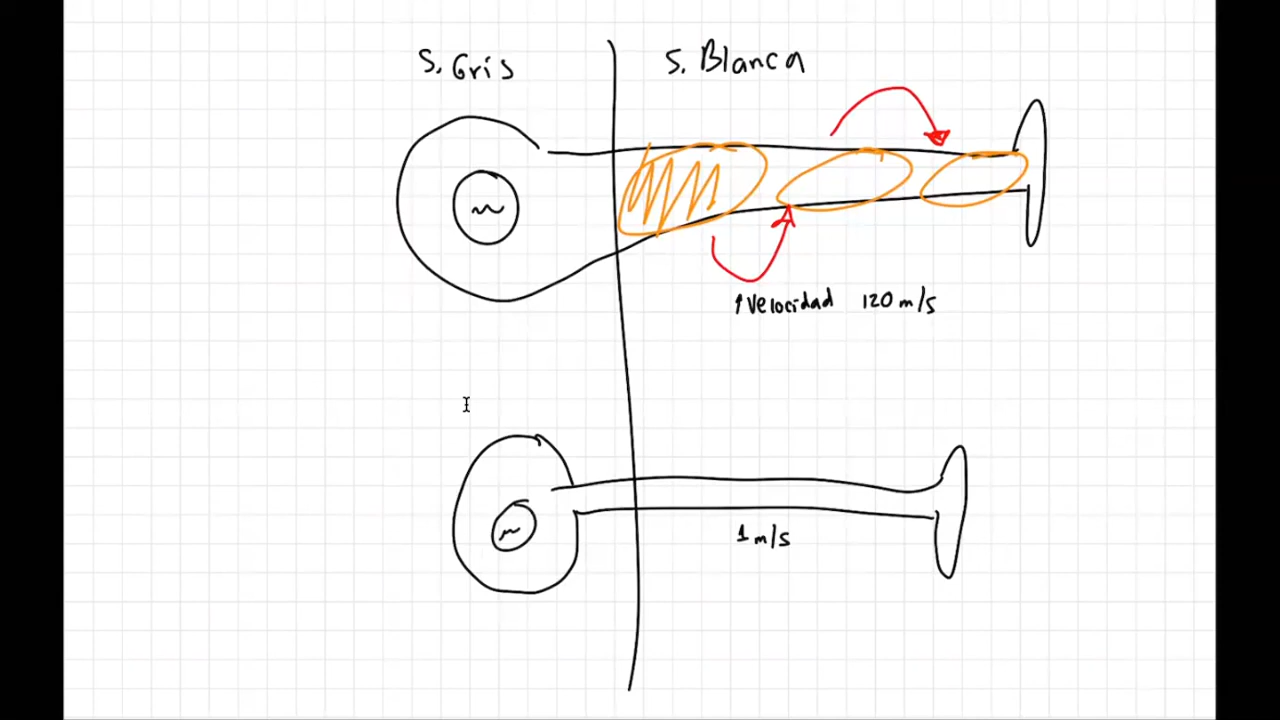 S. Gris
S. Blanca
↑Velocidad 120 m/s
1 m/s